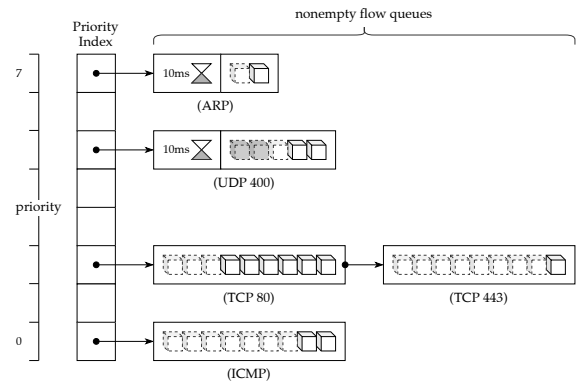 nonempty flow queues
Priority
Index
7
10ms
(ARP)
10ms
(UDP 400)
priority
(TCP 80)
(TCP 443)
0
(ICMP)